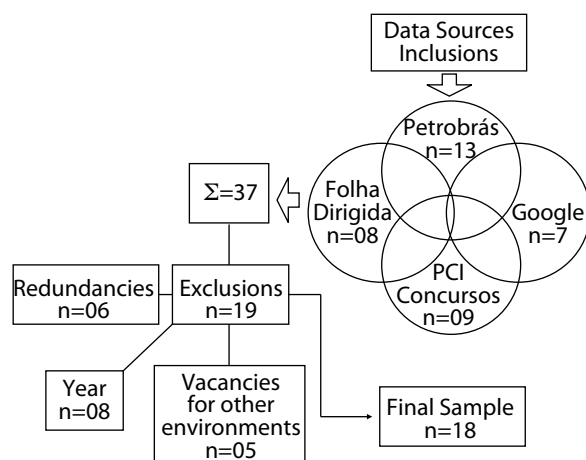 Data Sources
Inclusions
Petrobrás
n=13
Folha
Dirigida
n=08
Google
n=7
PCI
Concursos
n=09
Σ=37
Redundancies
n=06
Exclusions
n=19
Year
n=08
Vacancies
for other
environments
n=05
Final Sample
n=18